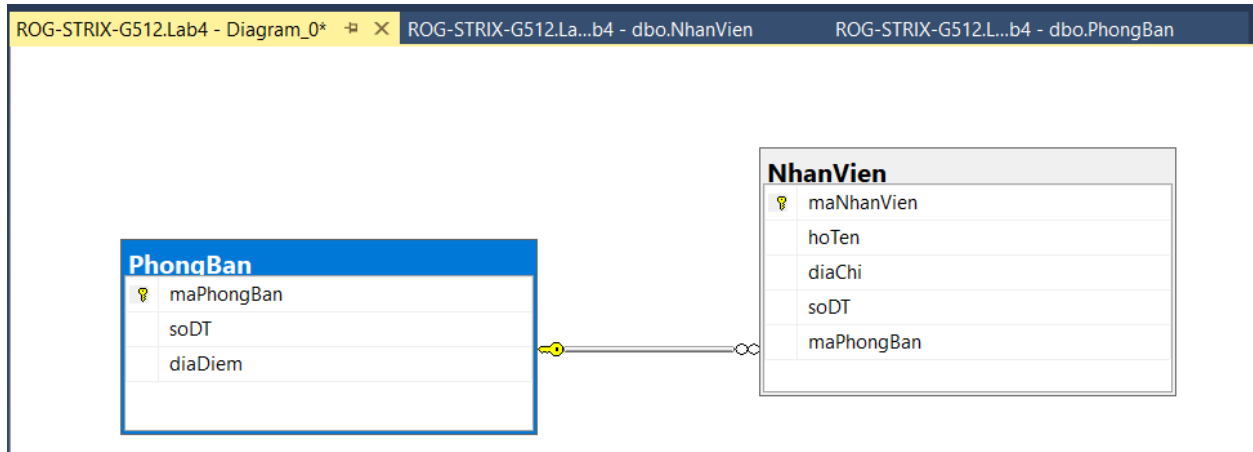 ROG-STRIX-G512.Lab4 - Diagram_0*
ROG-STRIX-G512.La...b4 - dbo.NhanVien
ROG-STRIX-G512.L...b4 - dbo.PhongBan
PhongBan
maPhongBan
soDT
diaDiem
NhanVien
maNhanVien
hoTen
diaChi
soDT
maPhongBan